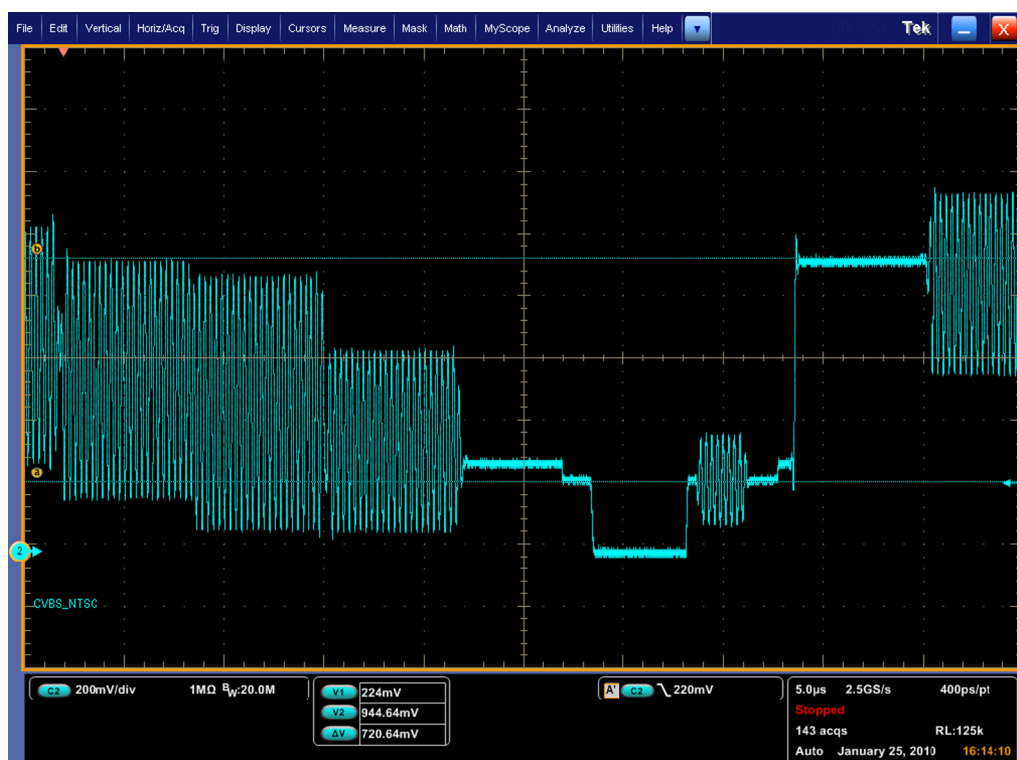 File Edit Vertical Horiz/Acq Trig Display Cursors Measure Mask Math MyScope Analyze Utilities Help Tek X
b
a
2
CVBS_NTSC
C2 200mV/div 1MΩ BW:20.0M
V1 224mV
V2 944.64mV
ΔV 720.64mV
A' C2 220mV
5.0µs 2.5GS/s 400ps/pt
Stopped
143 acqs RL:125k
Auto January 25, 2010 16:14:10